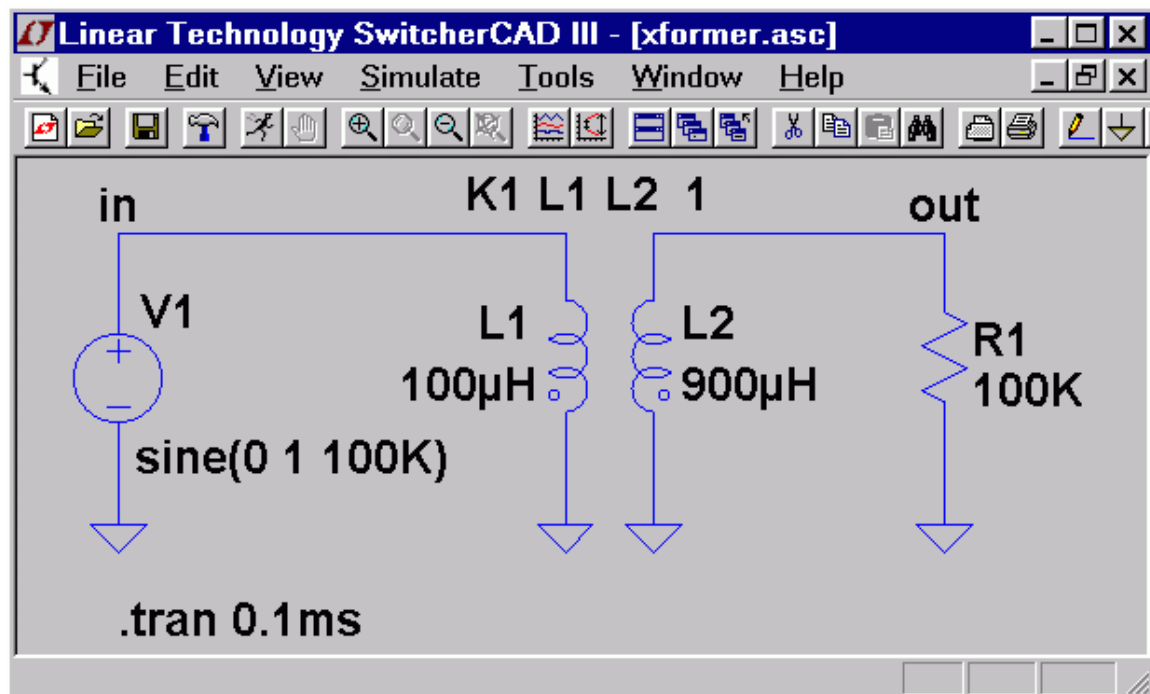 Linear Technology SwitcherCAD III - [xformer.asc]
File Edit View Simulate Tools Window Help
in K1 L1 L2 1 out
V1
L1 L2
R1
100µH 900µH 100K
sine(0 1 100K)
.tran 0.1ms